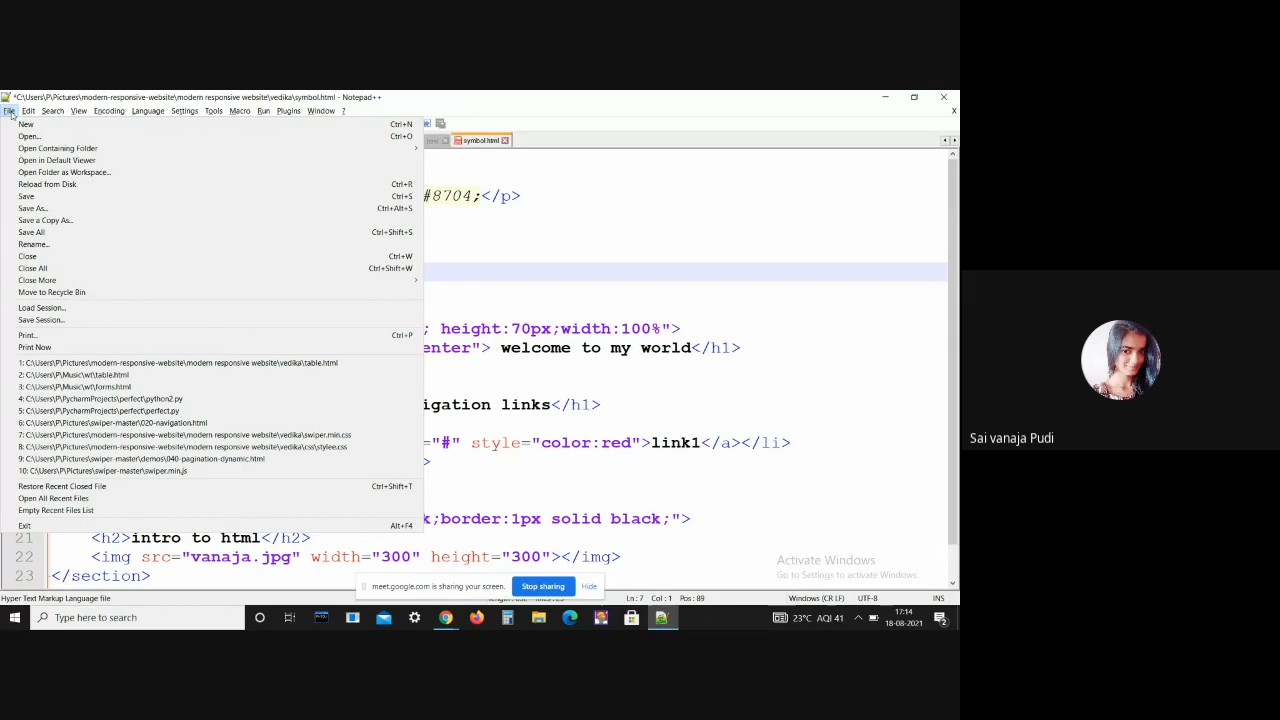 *C:\Users\P\Pictures\modern-responsive-website\modern responsive website\vedika\symbol.html - Notepad++
File Edit Search View Encoding Language Settings Tools Macro Run Plugins Window ? X
New Ctrl+N
Open... Ctrl+O
symbol.html
Open Containing Folder
Open in Default Viewer
Open Folder as Workspace...
Reload from Disk Ctrl+R
Save Ctrl+S
#8704;</p>
Save As... Ctrl+Alt+S
Save a Copy As...
Save All Ctrl+Shift+S
Rename...
Close Ctrl+W
Close All Ctrl+Shift+W
Close More
Move to Recycle Bin
Load Session...
Save Session...
; height:70px;width:100%">
Print... Ctrl+P
Print Now
enter"> welcome to my world</h1>
1: C:\Users\P\Pictures\modern-responsive-website\modern responsive website\vedika\table.html
2: C:\Users\P\Music\wt\table.html
3: C:\Users\P\Music\wt\forms.html
4: C:\Users\P\PycharmProjects\perfect\python2.py
igation links</h1>
5: C:\Users\P\PycharmProjects\perfect\perfect.py
6: C:\Users\P\Pictures\swiper-master\020-navigation.html
7: C:\Users\P\Pictures\modern-responsive-website\modern responsive website\vedika\swiper.min.css
="#" style="color:red">link1</a></li>
8: C:\Users\P\Pictures\modern-responsive-website\modern responsive website\vedika\css\stylee.css
9: C:\Users\P\Pictures\swiper-master\demos\040-pagination-dynamic.html
>
10: C:\Users\P\Pictures\swiper-master\swiper.min.js
Restore Recent Closed File Ctrl+Shift+T
Open All Recent Files
Empty Recent Files List
k;border:1px solid black;">
Exit Alt+F4
21 <h2>intro to html</h2>
22 <img src="vanaja.jpg" width="300" height="300"></img>
23 </section>
Activate Windows
Go to Settings to activate Windows.
meet.google.com is sharing your screen. Stop sharing Hide
Hyper Text Markup Language file Ln:7 Col:1 Pos:89 Windows (CR LF) UTF-8 INS
Type here to search
23°C AQI 41
17:14
18-08-2021
2
Sai vanaja Pudi